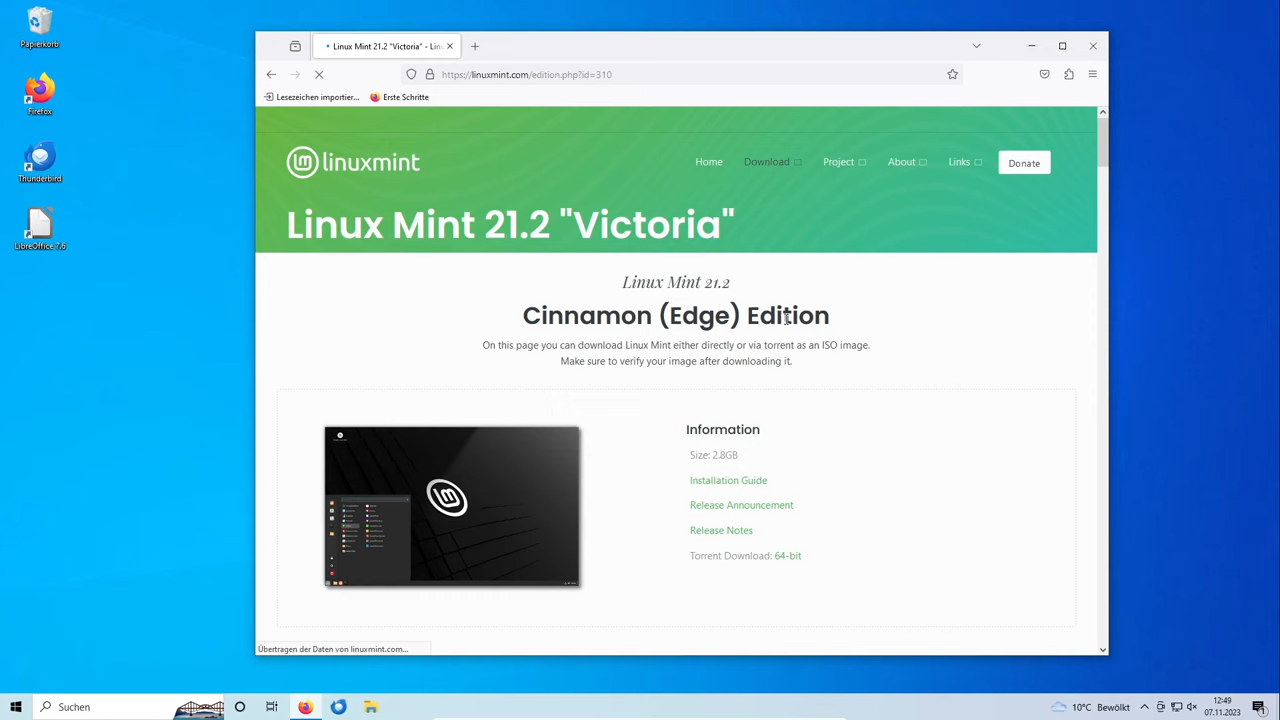 Papierkorb
Firefox
Thunderbird
LibreOffice 7.6
Linux Mint 21.2 "Victoria" - Linu
https://linuxmint.com/edition.php?id=310
Lesezeichen importier...
Erste Schritte
linuxmint
Home
Download
Project
About
Links
Donate
Linux Mint 21.2 "Victoria"
Linux Mint 21.2
Cinnamon (Edge) Edition
On this page you can download Linux Mint either directly or via torrent as an ISO image.
Make sure to verify your image after downloading it.
Information
Size: 2.8GB
Installation Guide
Release Announcement
Release Notes
Torrent Download: 64-bit
Übertragen der Daten von linuxmint.com...
Suchen
10°C Bewölkt
12:49
07.11.2023